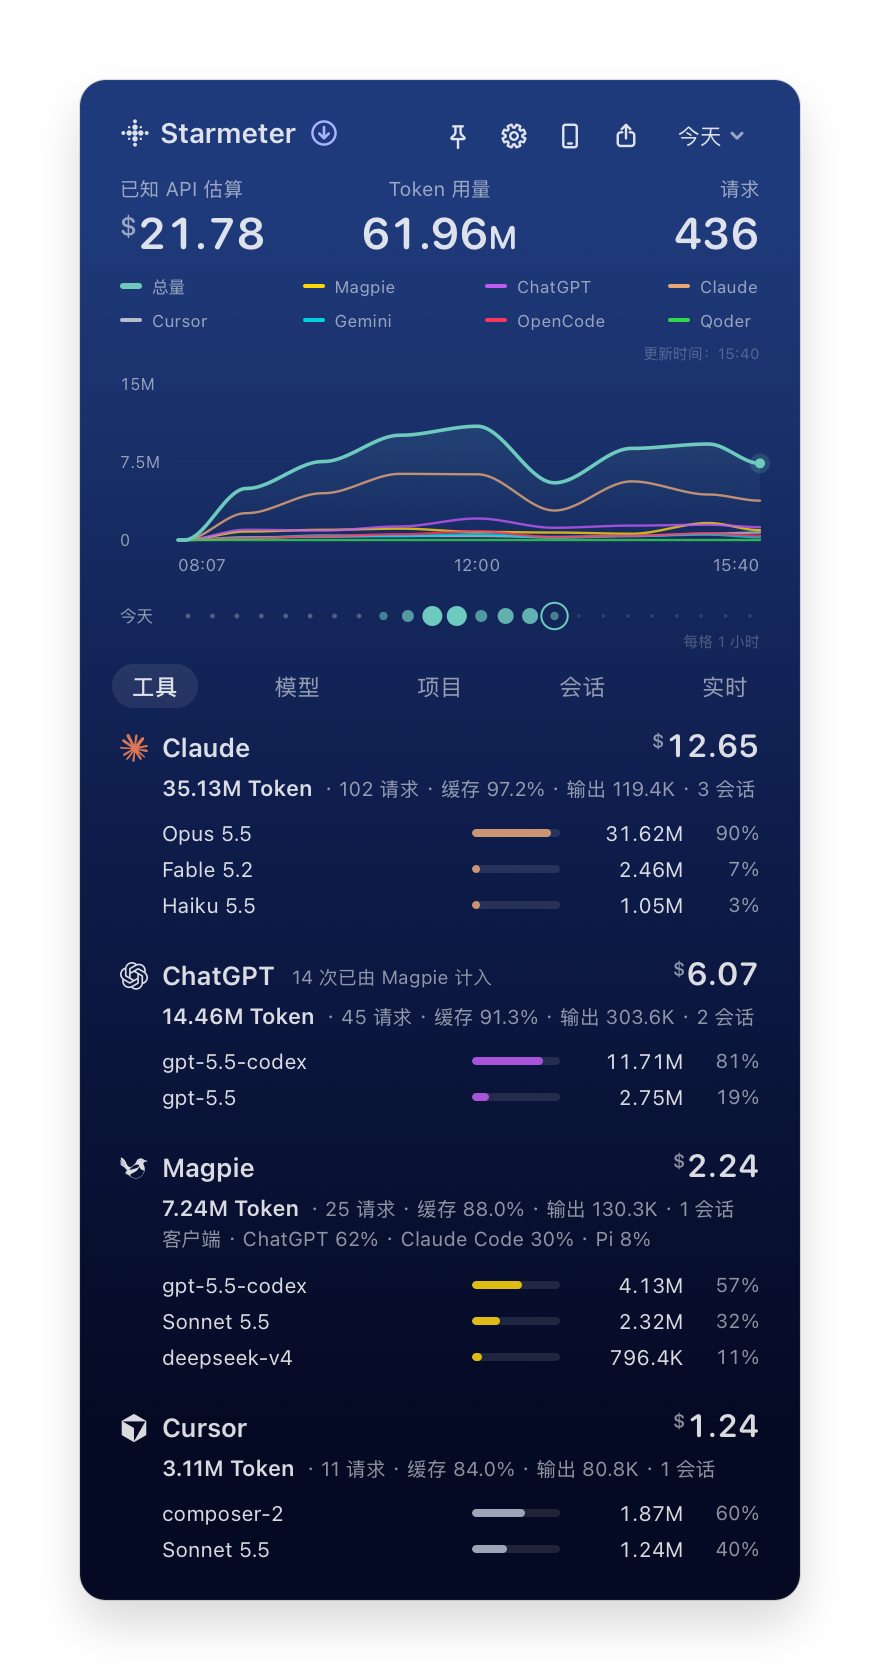 Starmeter 今天
已知 API 估算 Token 用量 请求
$21.78 61.96M 436
总量 Magpie ChatGPT Claude
Cursor Gemini OpenCode Qoder
更新时间：15:40
15M
7.5M
0
08:07 12:00 15:40
今天
每格 1 小时
工具 模型 项目 会话 实时
Claude $12.65
35.13M Token · 102 请求 · 缓存 97.2% · 输出 119.4K · 3 会话
Opus 5.5 31.62M 90%
Fable 5.2 2.46M 7%
Haiku 5.5 1.05M 3%
ChatGPT 14 次已由 Magpie 计入 $6.07
14.46M Token · 45 请求 · 缓存 91.3% · 输出 303.6K · 2 会话
gpt-5.5-codex 11.71M 81%
gpt-5.5 2.75M 19%
Magpie $2.24
7.24M Token · 25 请求 · 缓存 88.0% · 输出 130.3K · 1 会话
客户端 · ChatGPT 62% · Claude Code 30% · Pi 8%
gpt-5.5-codex 4.13M 57%
Sonnet 5.5 2.32M 32%
deepseek-v4 796.4K 11%
Cursor $1.24
3.11M Token · 11 请求 · 缓存 84.0% · 输出 80.8K · 1 会话
composer-2 1.87M 60%
Sonnet 5.5 1.24M 40%